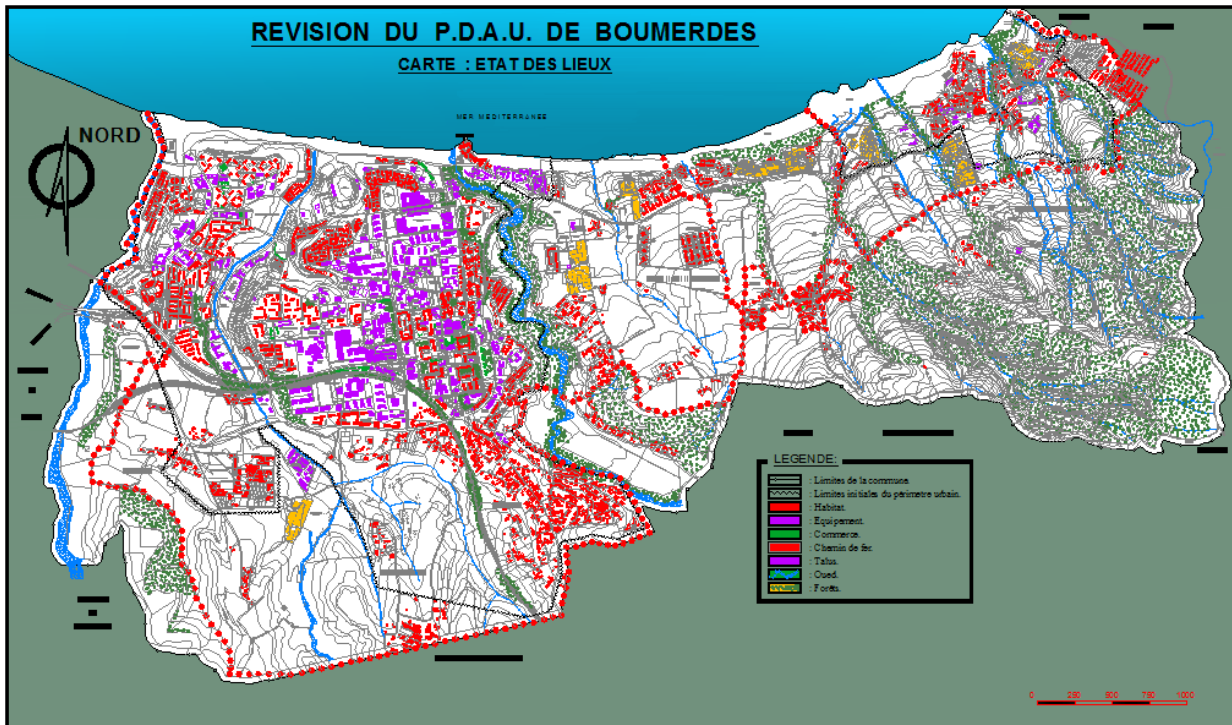 REVISION DU P.D.A.U. DE BOUMERDES
CARTE : ETAT DES LIEUX
MER MEDITERRANEE
NORD
LEGENDE:
: Limites de la commune.
: Limites initiales du périmetre urbain.
: Habitat.
: Equipement.
: Commerce.
: Chemin de fer.
: Talus.
: Oued.
: Forêts.
0 250 500 750 1000